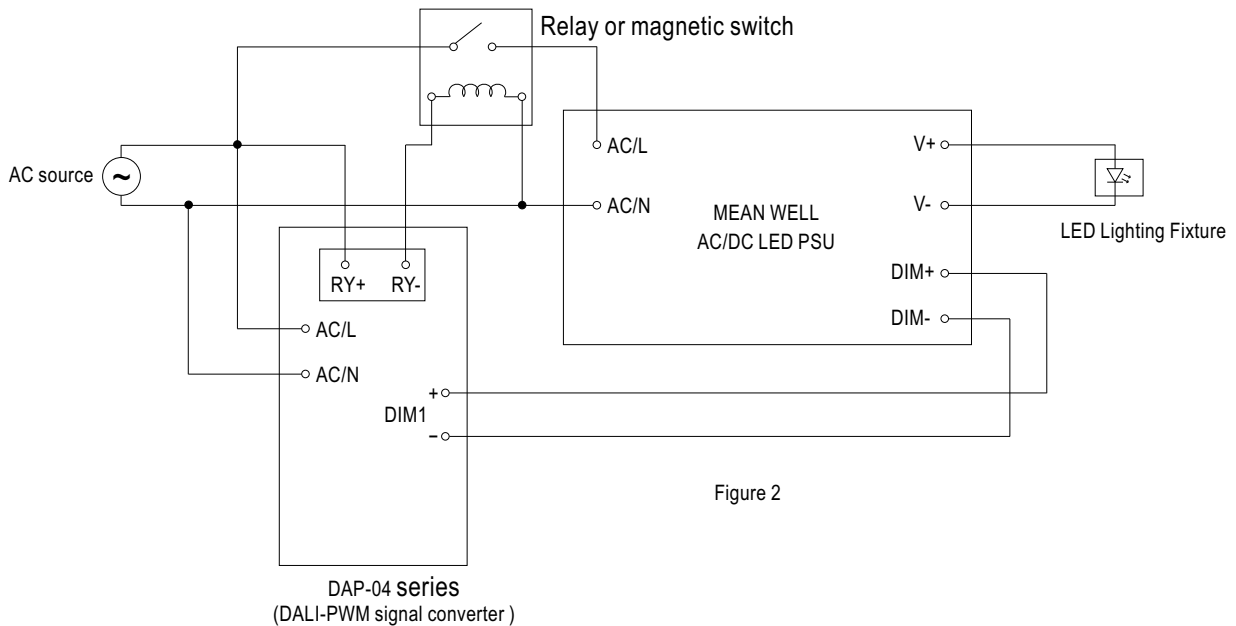 Relay or magnetic switch
AC source
~
AC/L
AC/N
MEAN WELL
AC/DC LED PSU
V+
V-
DIM+
DIM-
LED Lighting Fixture
RY+ RY-
AC/L
AC/N
DIM1
+
-
Figure 2
DAP-04 series
(DALI-PWM signal converter )